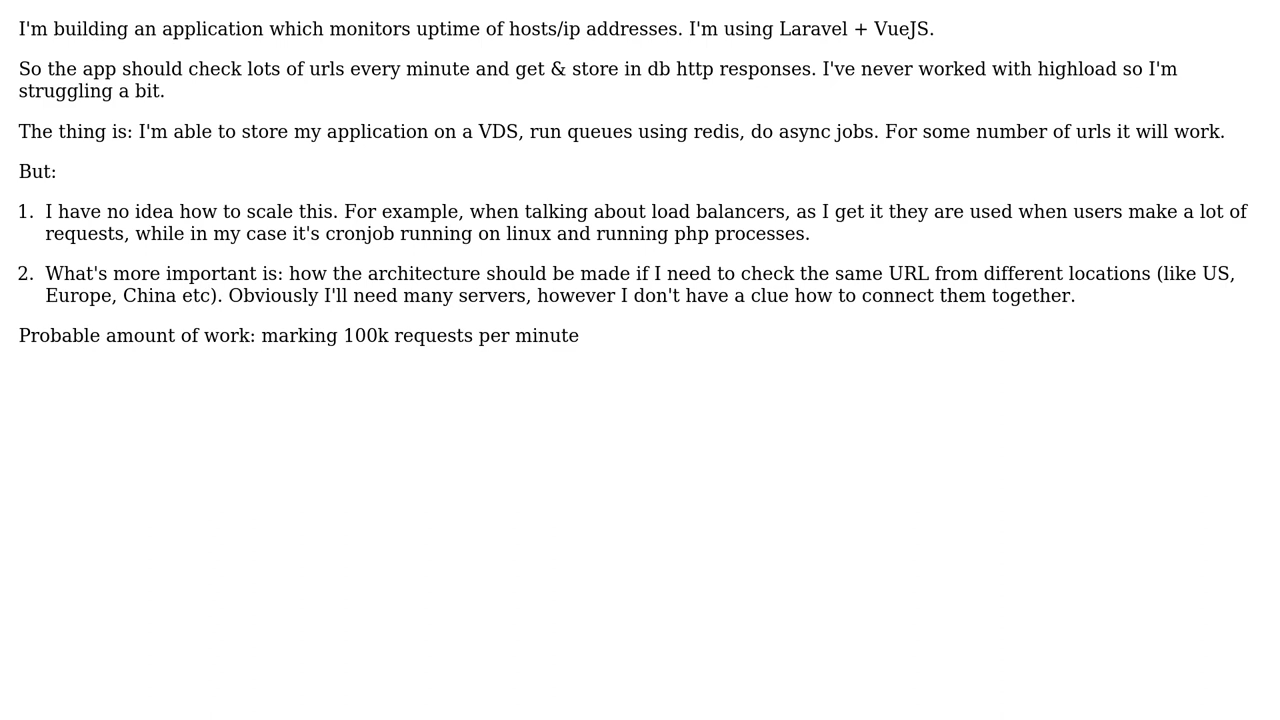 I'm building an application which monitors uptime of hosts/ip addresses. I'm using Laravel + VueJS.
So the app should check lots of urls every minute and get & store in db http responses. I've never worked with highload so I'm
struggling a bit.
The thing is: I'm able to store my application on a VDS, run queues using redis, do async jobs. For some number of urls it will work.
But:
1. I have no idea how to scale this. For example, when talking about load balancers, as I get it they are used when users make a lot of
requests, while in my case it's cronjob running on linux and running php processes.
2. What's more important is: how the architecture should be made if I need to check the same URL from different locations (like US,
Europe, China etc). Obviously I'll need many servers, however I don't have a clue how to connect them together.
Probable amount of work: marking 100k requests per minute